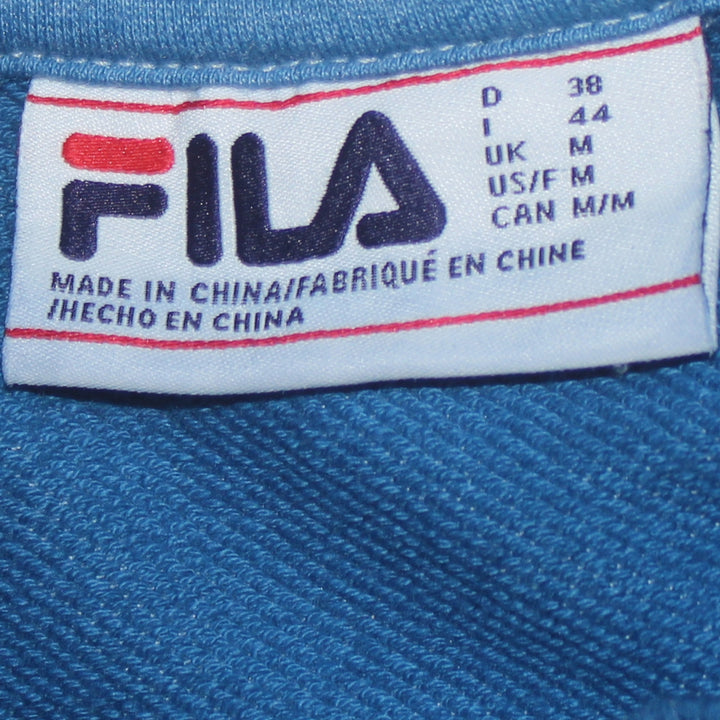 FILA
D 38
I 44
UK M
US/F M
CAN M/M
MADE IN CHINA/FABRIQUÉ EN CHINE
/HECHO EN CHINA